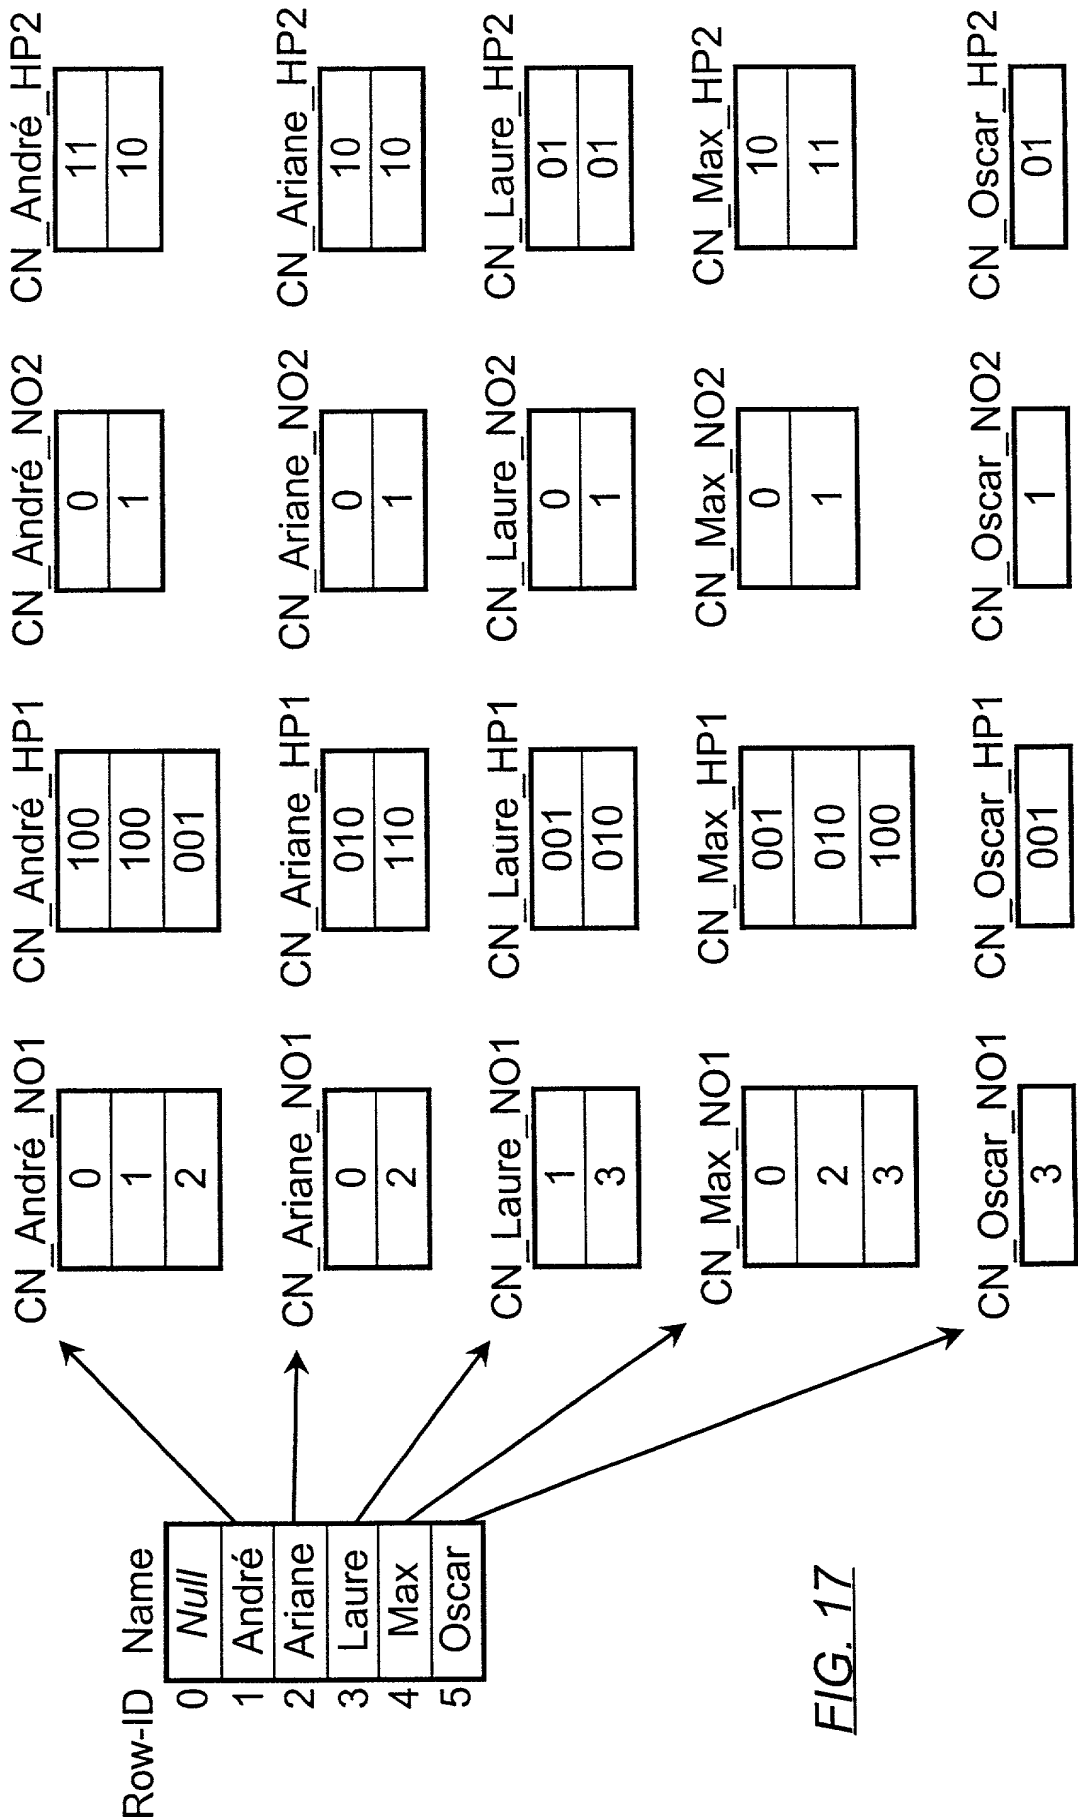 Row-ID Name
0 Null
1 André
2 Ariane
3 Laure
4 Max
5 Oscar
CN_André_NO1
0
1
2
CN_André_HP1
100
100
001
CN_André_NO2
0
1
CN_André_HP2
11
10
CN_Ariane_NO1
0
2
CN_Ariane_HP1
010
110
CN_Ariane_NO2
0
1
CN_Ariane_HP2
10
10
CN_Laure_NO1
1
3
CN_Laure_HP1
001
010
CN_Laure_NO2
0
1
CN_Laure_HP2
01
01
CN_Max_NO1
0
2
3
CN_Max_HP1
001
010
100
CN_Max_NO2
0
1
CN_Max_HP2
10
11
CN_Oscar_NO1
3
CN_Oscar_HP1
001
CN_Oscar_NO2
1
CN_Oscar_HP2
01
FIG. 17